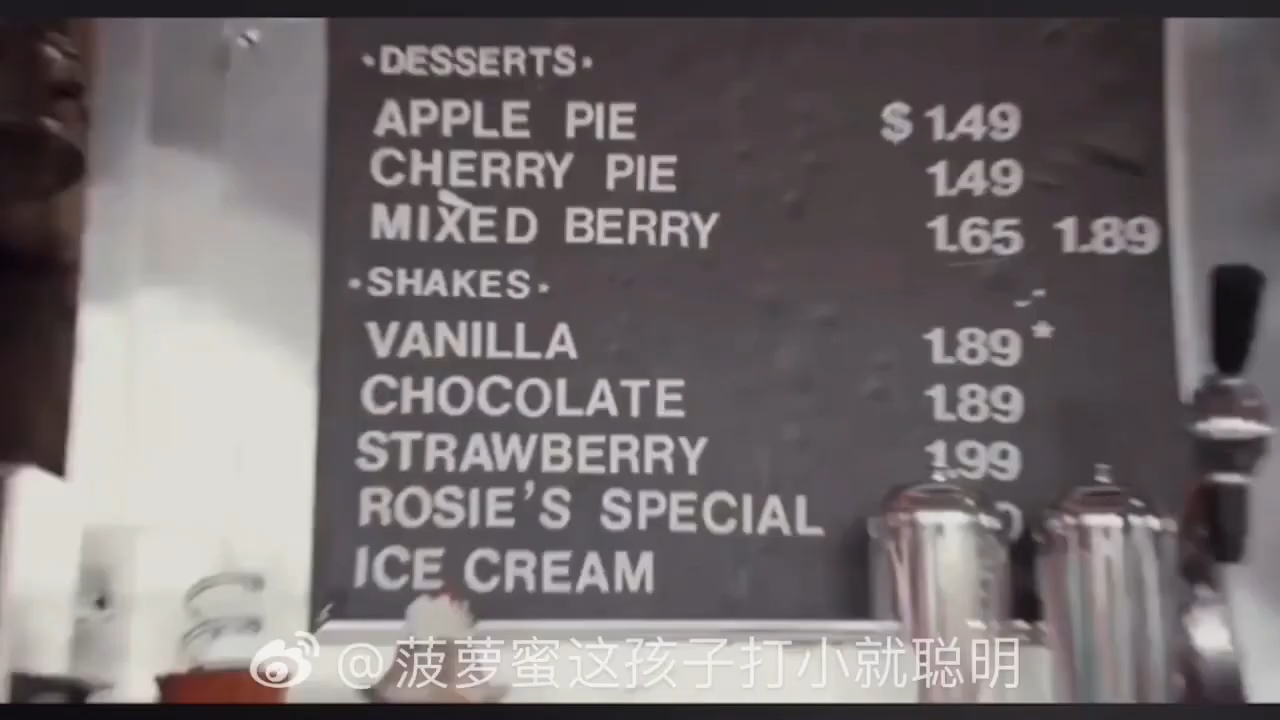 ·DESSERTS·
APPLE PIE $1.49
CHERRY PIE 1.49
MIXED BERRY 1.65 1.89
·SHAKES·
VANILLA 1.89*
CHOCOLATE 1.89
STRAWBERRY 1.99
ROSIE'S SPECIAL
ICE CREAM
@菠萝蜜这孩子打小就聪明